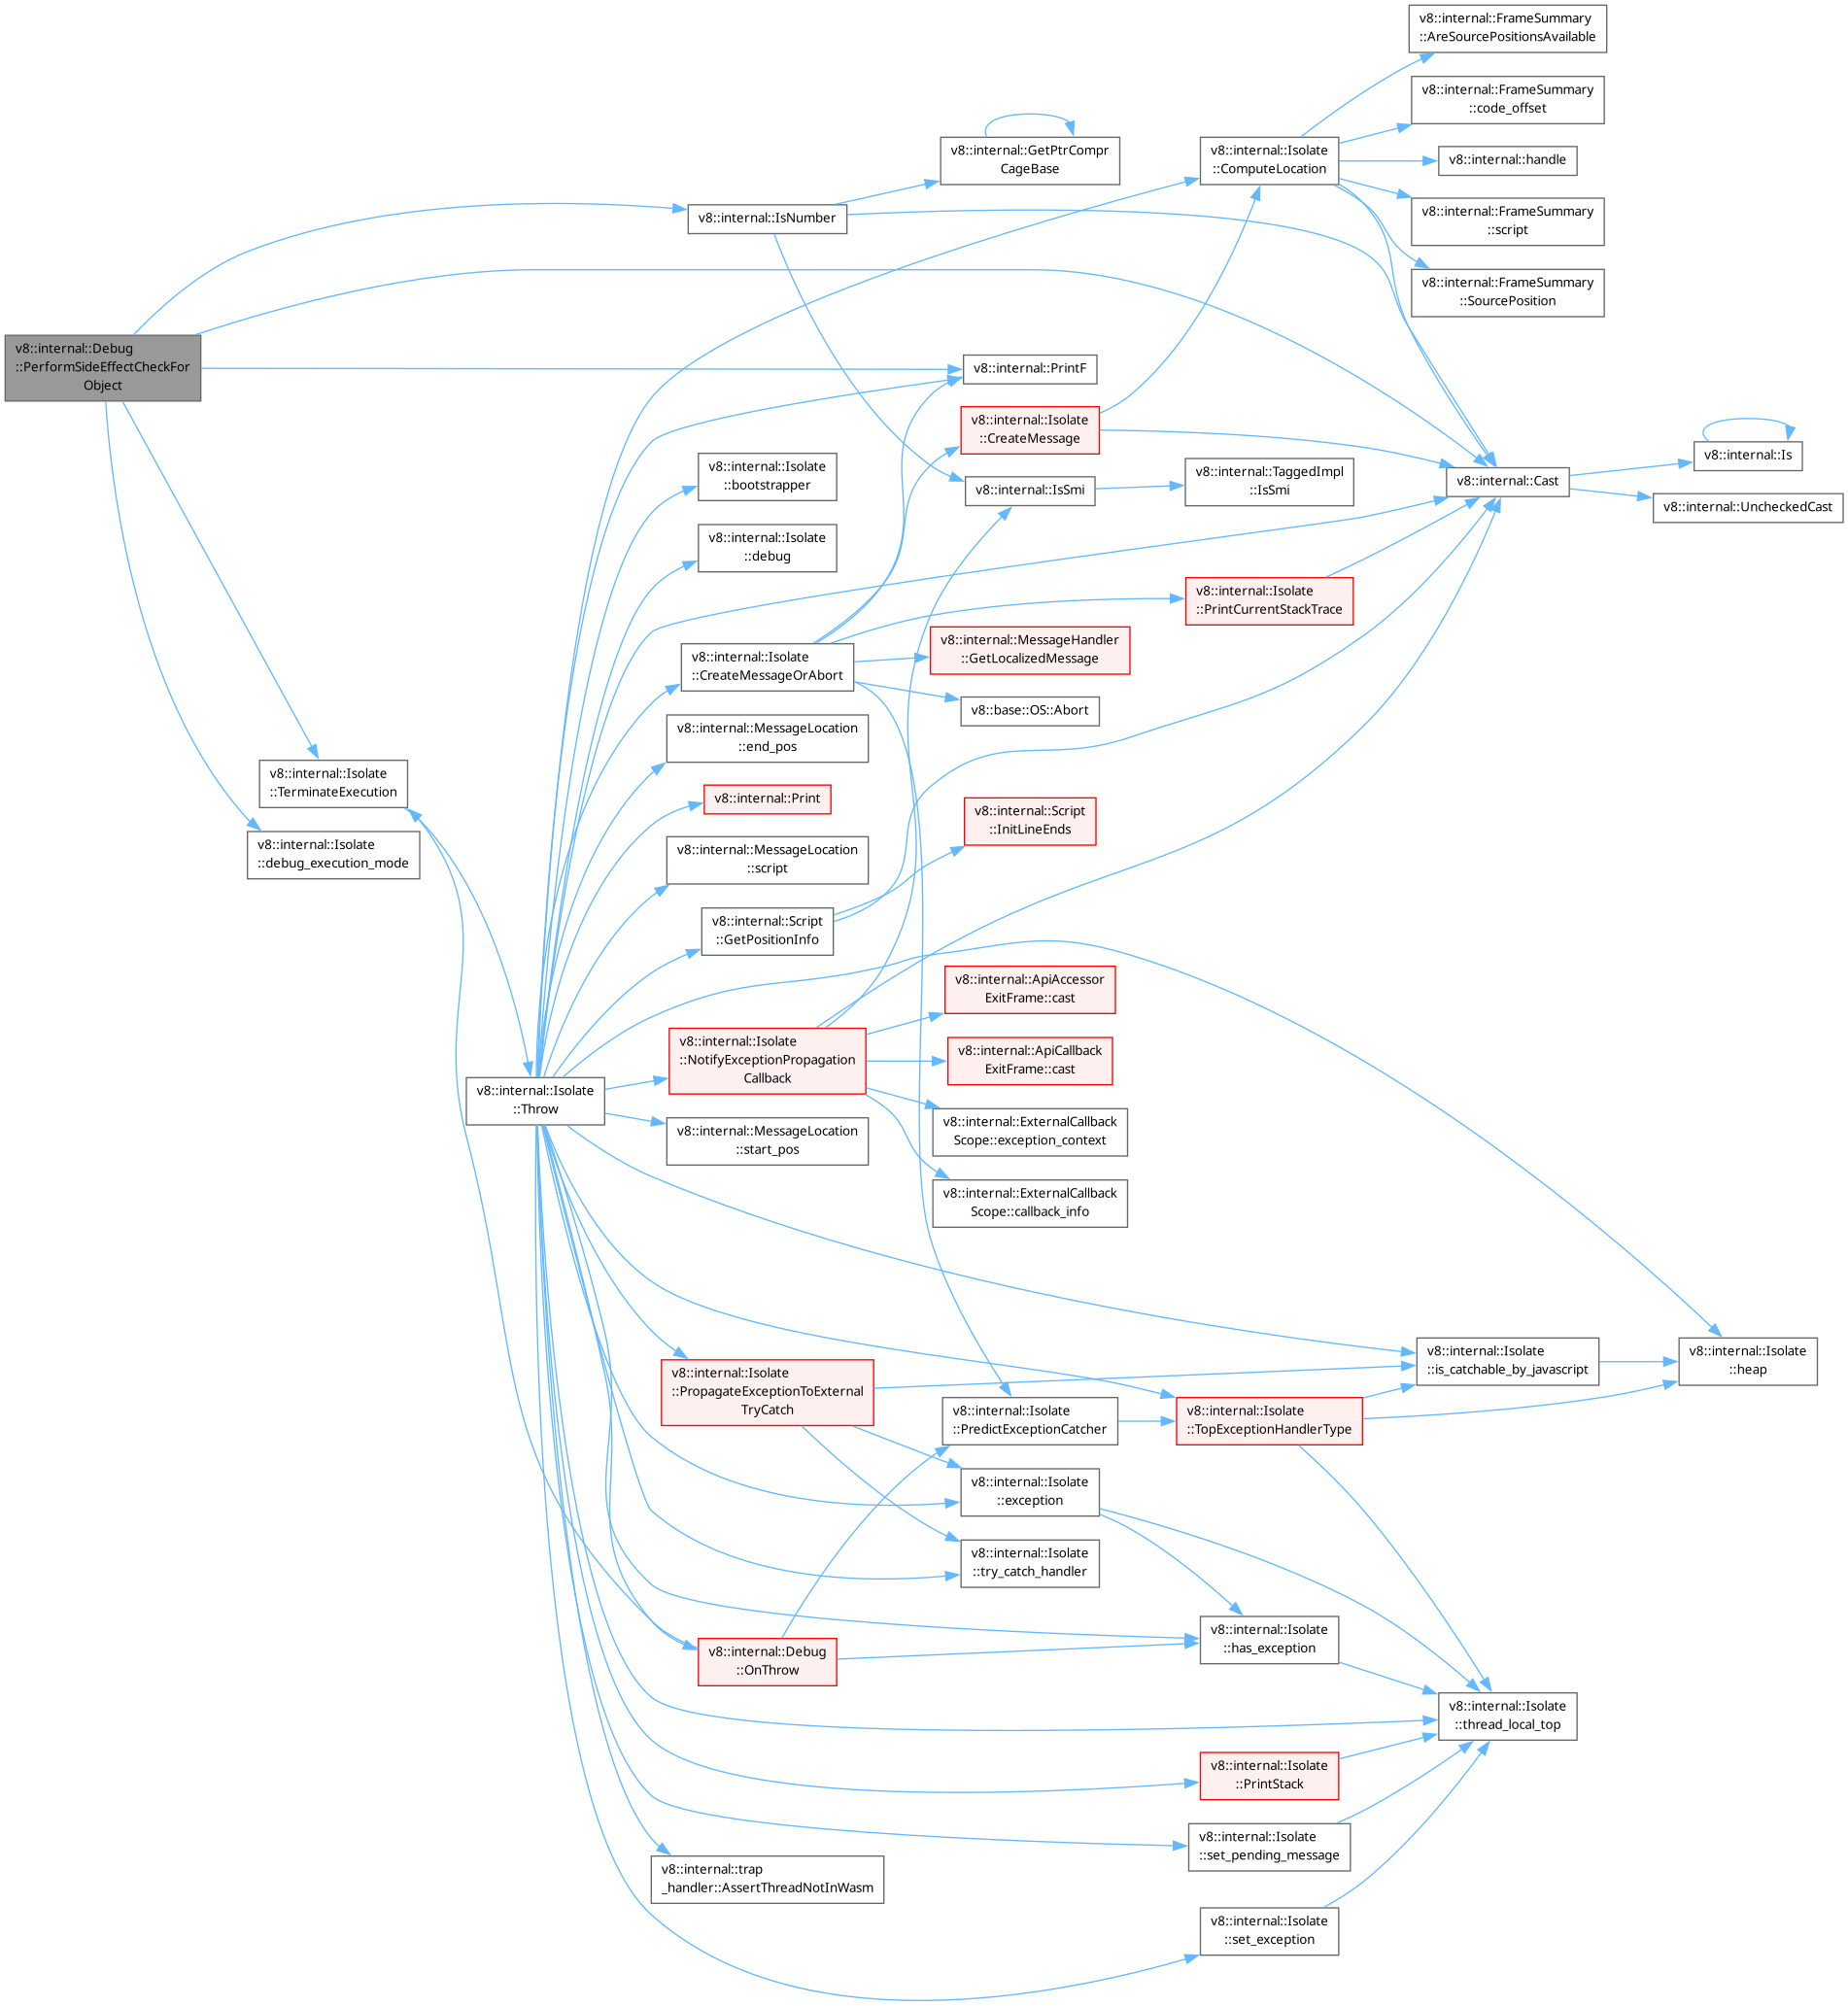 v8::internal::FrameSummary
::AreSourcePositionsAvailable
v8::internal::FrameSummary
::code_offset
v8::internal::GetPtrCompr
CageBase
v8::internal::Isolate
::ComputeLocation
v8::internal::handle
v8::internal::IsNumber
v8::internal::FrameSummary
::script
v8::internal::FrameSummary
::SourcePosition
v8::internal::Debug
::PerformSideEffectCheckFor
Object
v8::internal::PrintF
v8::internal::Isolate
::CreateMessage
v8::internal::Is
v8::internal::Isolate
::bootstrapper
v8::internal::IsSmi
v8::internal::TaggedImpl
::IsSmi
v8::internal::Cast
v8::internal::UncheckedCast
v8::internal::Isolate
::debug
v8::internal::Isolate
::PrintCurrentStackTrace
v8::internal::Isolate
::CreateMessageOrAbort
v8::internal::MessageHandler
::GetLocalizedMessage
v8::base::OS::Abort
v8::internal::MessageLocation
::end_pos
v8::internal::Isolate
::TerminateExecution
v8::internal::Print
v8::internal::Script
::InitLineEnds
v8::internal::Isolate
::debug_execution_mode
v8::internal::MessageLocation
::script
v8::internal::Script
::GetPositionInfo
v8::internal::ApiAccessor
ExitFrame::cast
v8::internal::Isolate
::NotifyExceptionPropagation
Callback
v8::internal::ApiCallback
ExitFrame::cast
v8::internal::Isolate
::Throw
v8::internal::MessageLocation
::start_pos
v8::internal::ExternalCallback
Scope::exception_context
v8::internal::ExternalCallback
Scope::callback_info
v8::internal::Isolate
::PropagateExceptionToExternal
TryCatch
v8::internal::Isolate
::is_catchable_by_javascript
v8::internal::Isolate
::heap
v8::internal::Isolate
::PredictExceptionCatcher
v8::internal::Isolate
::TopExceptionHandlerType
v8::internal::Isolate
::exception
v8::internal::Isolate
::try_catch_handler
v8::internal::Debug
::OnThrow
v8::internal::Isolate
::has_exception
v8::internal::Isolate
::thread_local_top
v8::internal::Isolate
::PrintStack
v8::internal::Isolate
::set_pending_message
v8::internal::trap
_handler::AssertThreadNotInWasm
v8::internal::Isolate
::set_exception